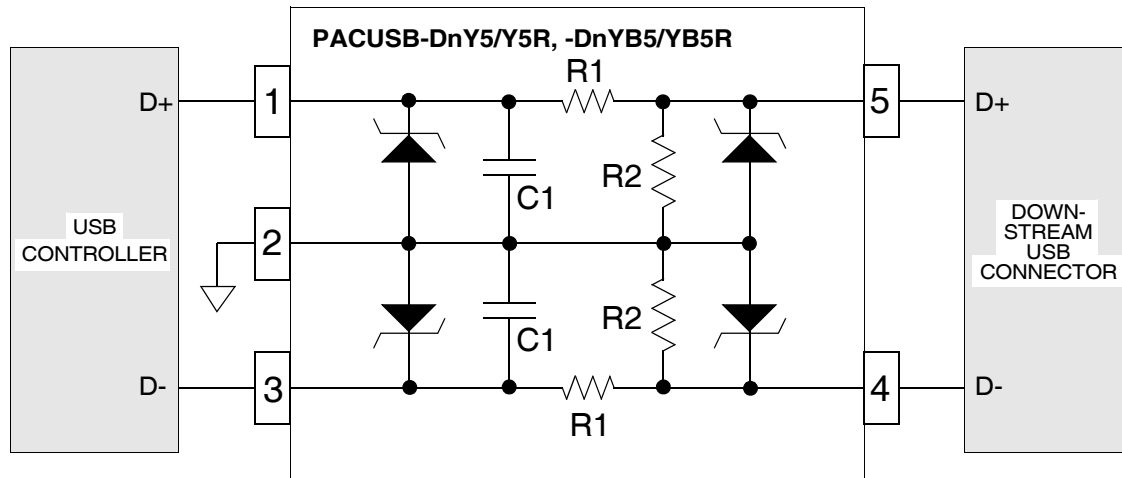 PACUSB-DnY5/Y5R, -DnYB5/YB5R
R1
D+
1
5
D+
R2
C1
USB
CONTROLLER
2
DOWN-
STREAM
USB
CONNECTOR
R2
C1
D-
3
4
D-
R1